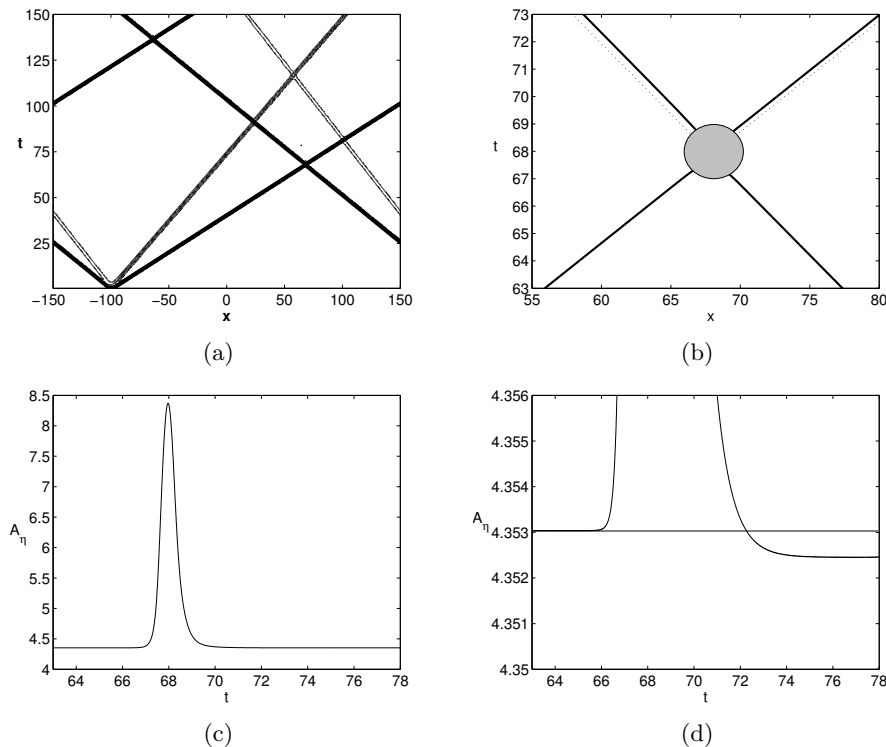 150
125
100
t
75
50
25
−150 −100 −50 0 50 100 150
x
(a)
73
72
71
70
69
t
68
67
66
65
64
63
55 60 65 70 75 80
x
(b)
8.5
8
7.5
7
6.5
A_η
6
5.5
5
4.5
4
64 66 68 70 72 74 76 78
t
(c)
4.356
4.355
4.354
A_η
4.353
4.352
4.351
4.35
64 66 68 70 72 74 76 78
t
(d)